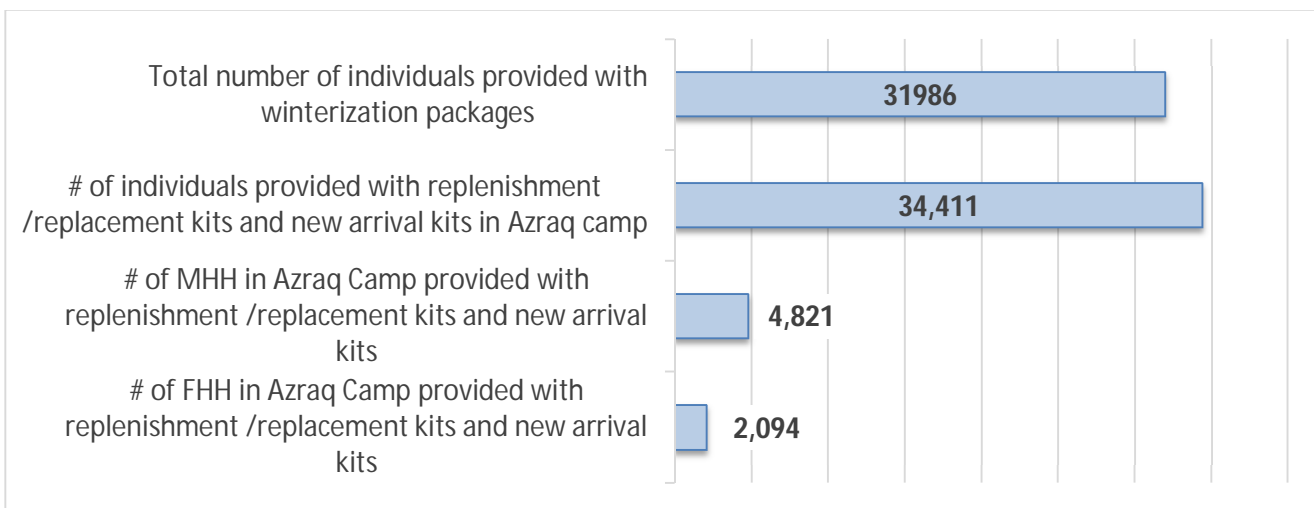 Total number of individuals provided with
winterization packages
31986
# of individuals provided with replenishment
/replacement kits and new arrival kits in Azraq camp
34,411
# of MHH in Azraq Camp provided with
replenishment /replacement kits and new arrival
kits
4,821
# of FHH in Azraq Camp provided with
replenishment /replacement kits and new arrival
kits
2,094